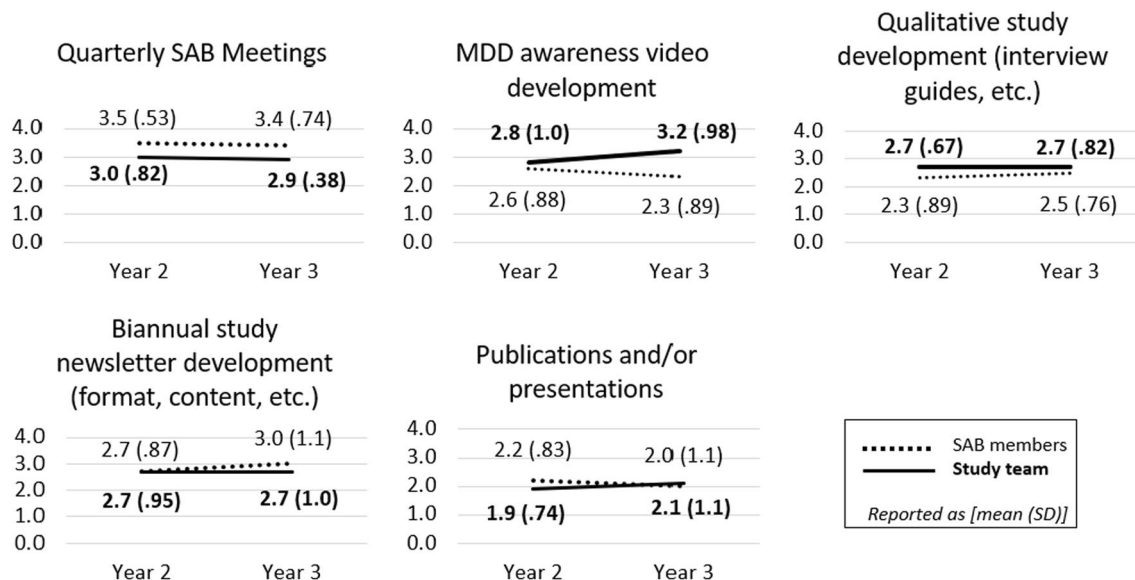 Quarterly SAB Meetings
3.5 (.53)
3.4 (.74)
4.0
3.0
2.0
1.0
0.0
3.0 (.82)
2.9 (.38)
Year 2
Year 3
MDD awareness video
development
2.8 (1.0)
3.2 (.98)
4.0
3.0
2.0
1.0
0.0
2.6 (.88)
2.3 (.89)
Year 2
Year 3
Qualitative study
development (interview
guides, etc.)
2.7 (.67)
2.7 (.82)
4.0
3.0
2.0
1.0
0.0
2.3 (.89)
2.5 (.76)
Year 2
Year 3
Biannual study
newsletter development
(format, content, etc.)
2.7 (.87)
3.0 (1.1)
4.0
3.0
2.0
1.0
0.0
2.7 (.95)
2.7 (1.0)
Year 2
Year 3
Publications and/or
presentations
2.2 (.83)
2.0 (1.1)
4.0
3.0
2.0
1.0
0.0
1.9 (.74)
2.1 (1.1)
Year 2
Year 3
SAB members
Study team
Reported as [mean (SD)]